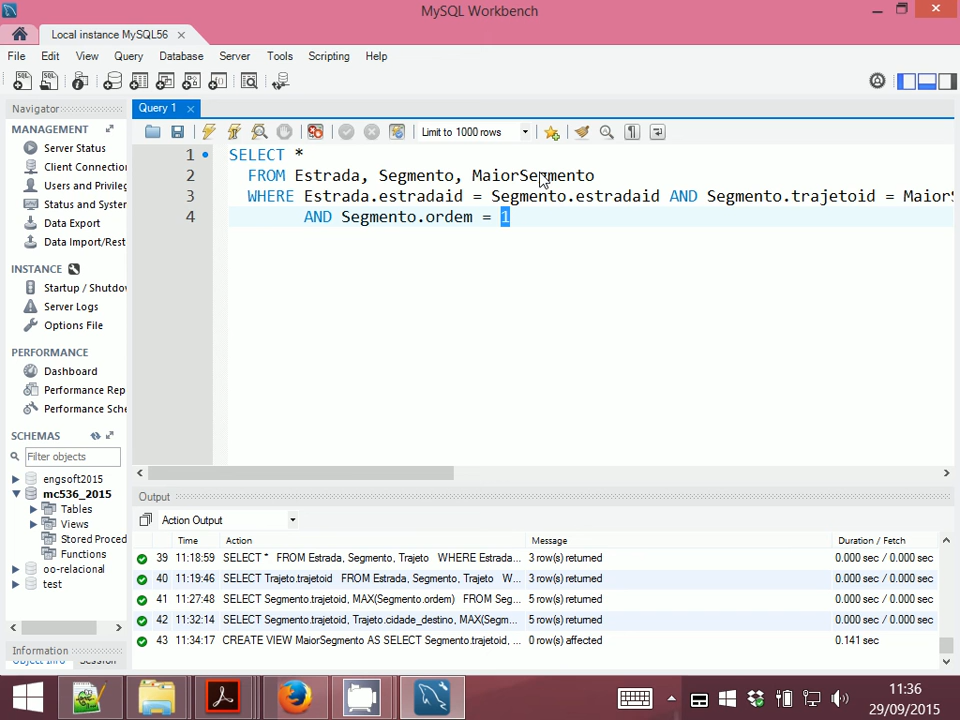 MySQL Workbench
Local instance MySQL56
File Edit View Query Database Server Tools Scripting Help
Navigator
Query 1
MANAGEMENT
Server Status
Client Connectio
Users and Privileg
Status and Systen
Data Export
Data Import/Rest
INSTANCE
Startup / Shutdov
Server Logs
Options File
PERFORMANCE
Dashboard
Performance Rep
Performance Sche
SCHEMAS
Filter objects
engsoft2015
mc536_2015
Tables
Views
Stored Proced
Functions
oo-relacional
test
Information
Object Info Session
Limit to 1000 rows
1 SELECT *
2 FROM Estrada, Segmento, MaiorSegmento
3 WHERE Estrada.estradaid = Segmento.estradaid AND Segmento.trajetoid = MaiorS
4 AND Segmento.ordem = 1
Output
Action Output
Time Action Message Duration / Fetch
39 11:18:59 SELECT * FROM Estrada, Segmento, Trajeto WHERE Estrada... 3 row(s) returned 0.000 sec / 0.000 sec
40 11:19:46 SELECT Trajeto.trajetoid FROM Estrada, Segmento, Trajeto W... 3 row(s) returned 0.000 sec / 0.000 sec
41 11:27:48 SELECT Segmento.trajetoid, MAX(Segmento.ordem) FROM Seg... 5 row(s) returned 0.000 sec / 0.000 sec
42 11:32:14 SELECT Segmento.trajetoid, Trajeto.cidade_destino, MAX(Segm... 5 row(s) returned 0.000 sec / 0.000 sec
43 11:34:17 CREATE VIEW MaiorSegmento AS SELECT Segmento.trajetoid, ... 0 row(s) affected 0.141 sec
11:36
29/09/2015